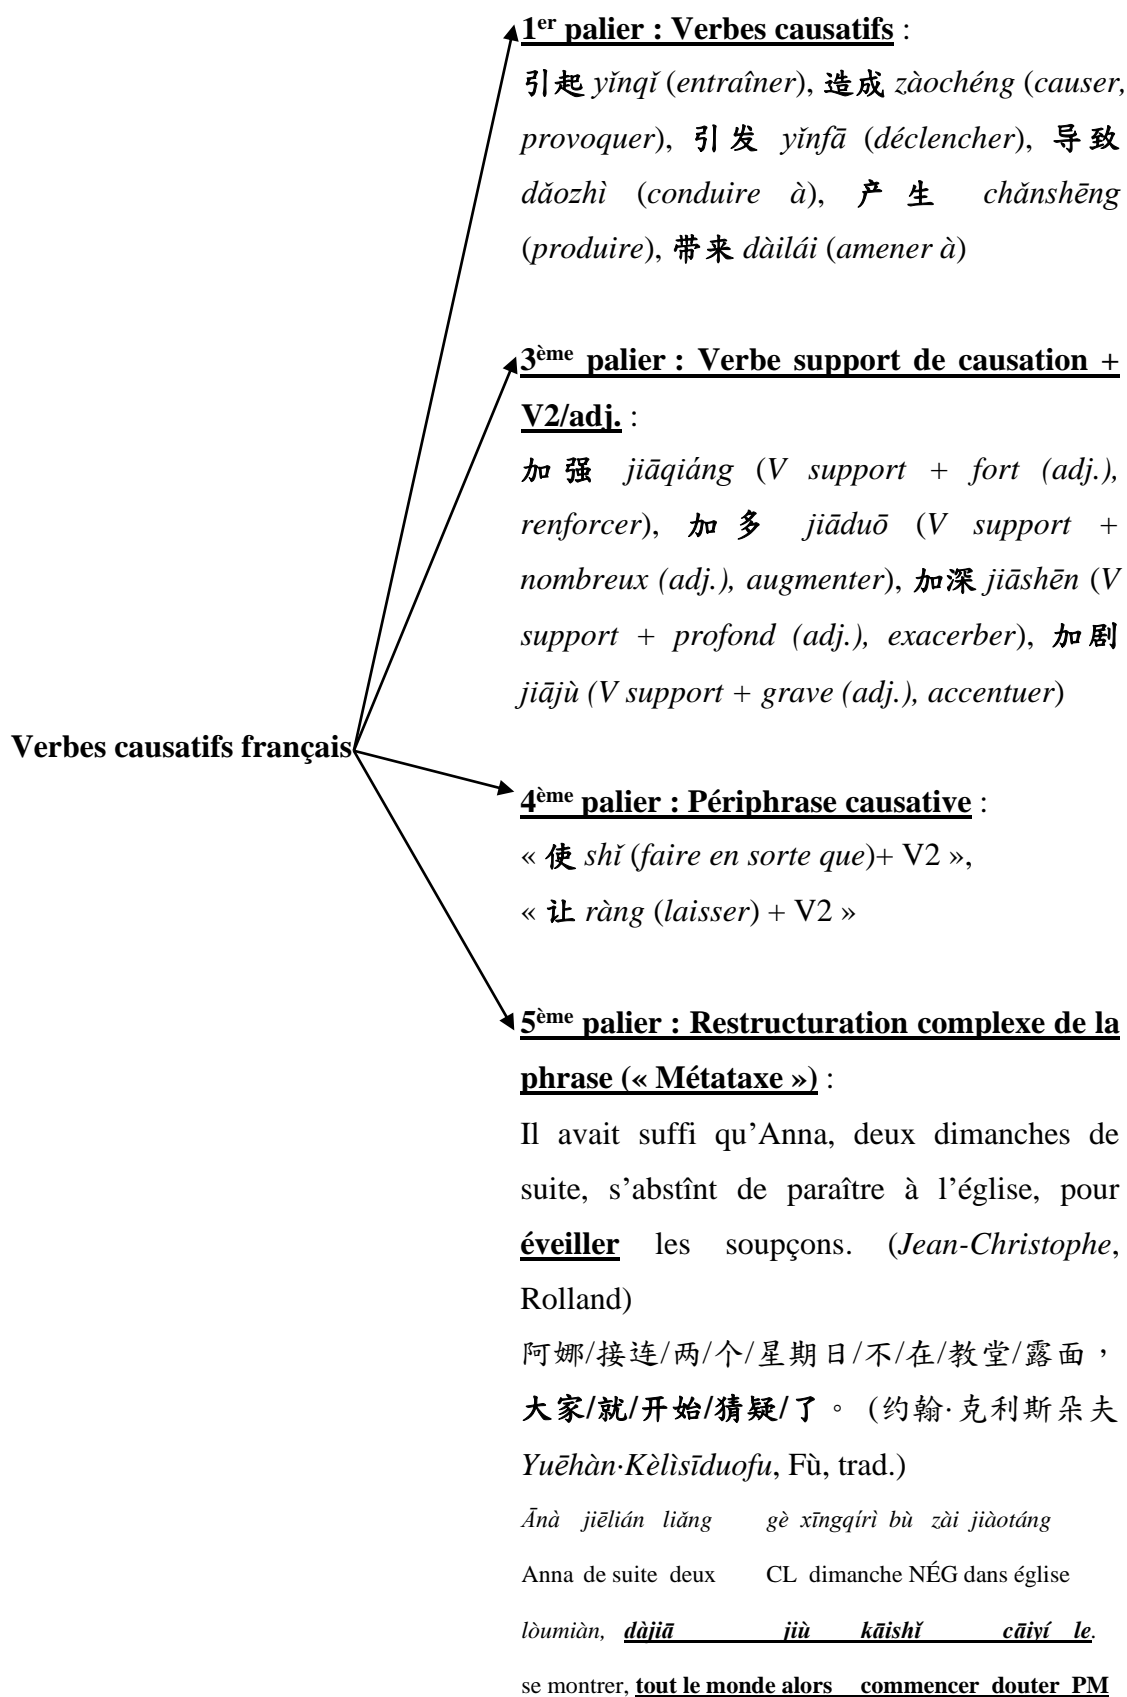 1er palier : Verbes causatifs :
引起 yǐnqǐ (entraîner), 造成 zàochéng (causer,
provoquer), 引发 yǐnfā (déclencher), 导致
dǎozhì (conduire à), 产生 chǎnshēng
(produire), 带来 dàilái (amener à)
3ème palier : Verbe support de causation +
V2/adj. :
加强 jiāqiáng (V support + fort (adj.),
renforcer), 加多 jiāduō (V support +
nombreux (adj.), augmenter), 加深 jiāshēn (V
support + profond (adj.), exacerber), 加剧
jiājù (V support + grave (adj.), accentuer)
Verbes causatifs français
4ème palier : Périphrase causative :
« 使 shǐ (faire en sorte que)+ V2 »,
« 让 ràng (laisser) + V2 »
5ème palier : Restructuration complexe de la
phrase (« Métataxe ») :
Il avait suffi qu’Anna, deux dimanches de
suite, s’abstînt de paraître à l’église, pour
éveiller les soupçons. (Jean-Christophe,
Rolland)
阿娜/接连/两/个/星期日/不/在/教堂/露面，
大家/就/开始/猜疑/了。 (约翰·克利斯朵夫
Yuēhàn·Kèlìsīduofu, Fù, trad.)
Ānà jiēlián liǎng gè xīngqírì bù zài jiàotáng
Anna de suite deux CL dimanche NÉG dans église
lòumiàn, dàjiā jiù kāishǐ cāiyí le.
se montrer, tout le monde alors commencer douter PM